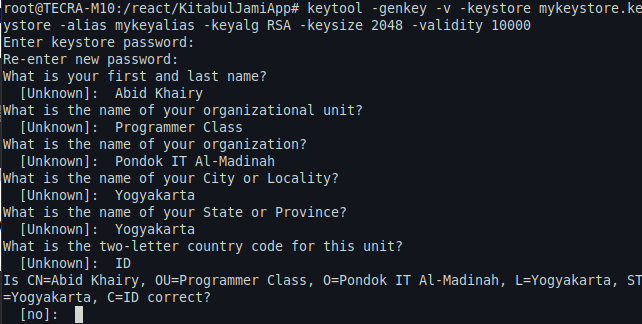 root@TECRA-M10:/react/KitabulJamiApp# keytool -genkey -v -keystore mykeystore.ke
ystore -alias mykeyalias -keyalg RSA -keysize 2048 -validity 10000
Enter keystore password:
Re-enter new password:
What is your first and last name?
  [Unknown]:  Abid Khairy
What is the name of your organizational unit?
  [Unknown]:  Programmer Class
What is the name of your organization?
  [Unknown]:  Pondok IT Al-Madinah
What is the name of your City or Locality?
  [Unknown]:  Yogyakarta
What is the name of your State or Province?
  [Unknown]:  Yogyakarta
What is the two-letter country code for this unit?
  [Unknown]:  ID
Is CN=Abid Khairy, OU=Programmer Class, O=Pondok IT Al-Madinah, L=Yogyakarta, ST
=Yogyakarta, C=ID correct?
  [no]: